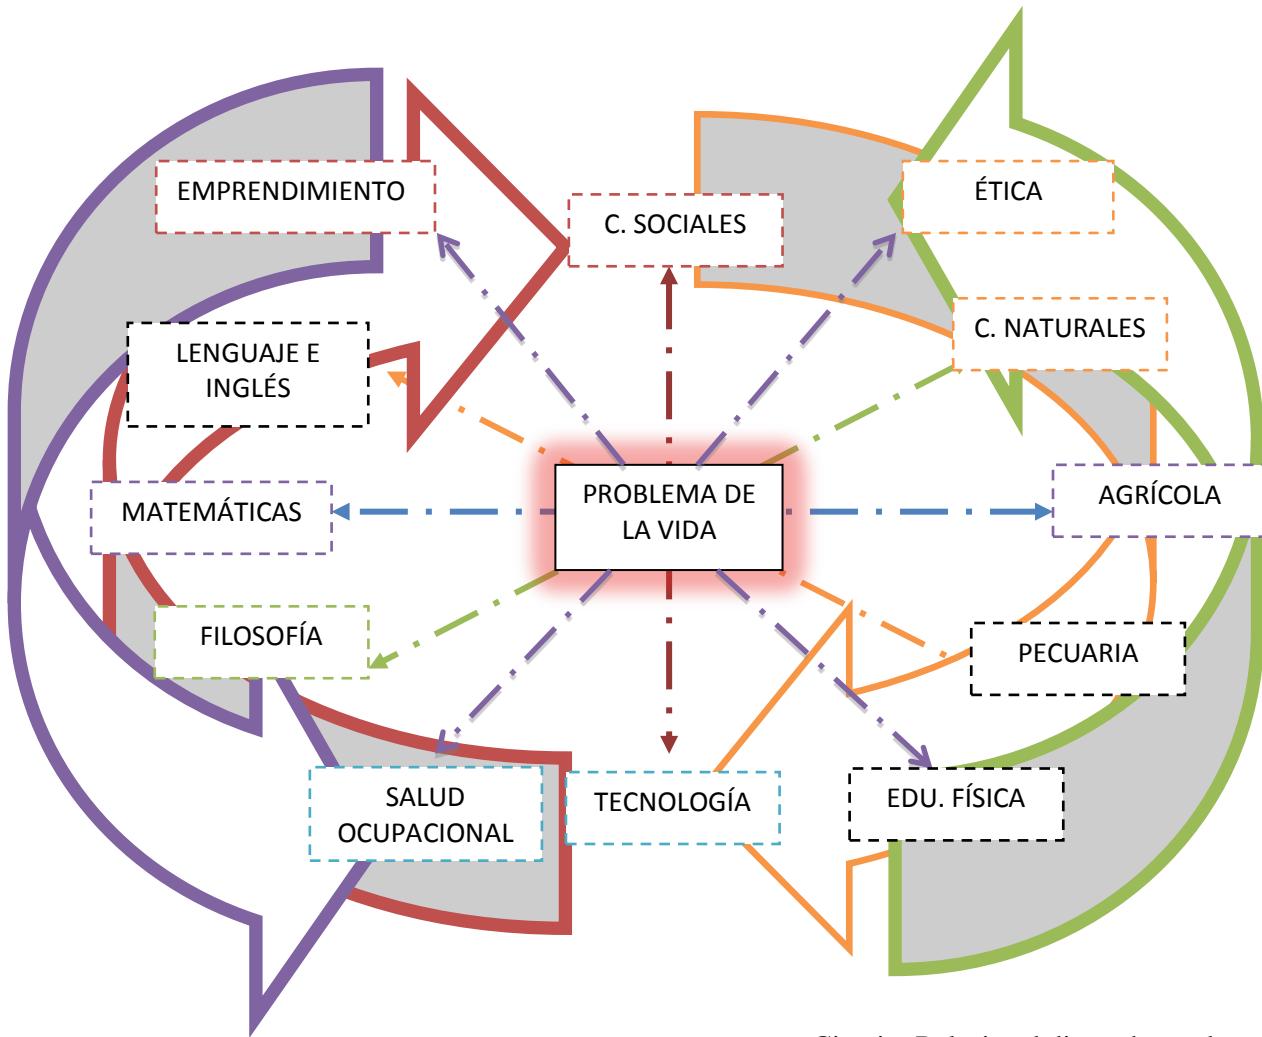 EMPRENDIMIENTO
C. SOCIALES
ÉTICA
LENGUAJE E
INGLÉS
C. NATURALES
MATEMÁTICAS
PROBLEMA DE
LA VIDA
AGRÍCOLA
FILOSOFÍA
PECUARIA
SALUD
OCUPACIONAL
TECNOLOGÍA
EDU. FÍSICA